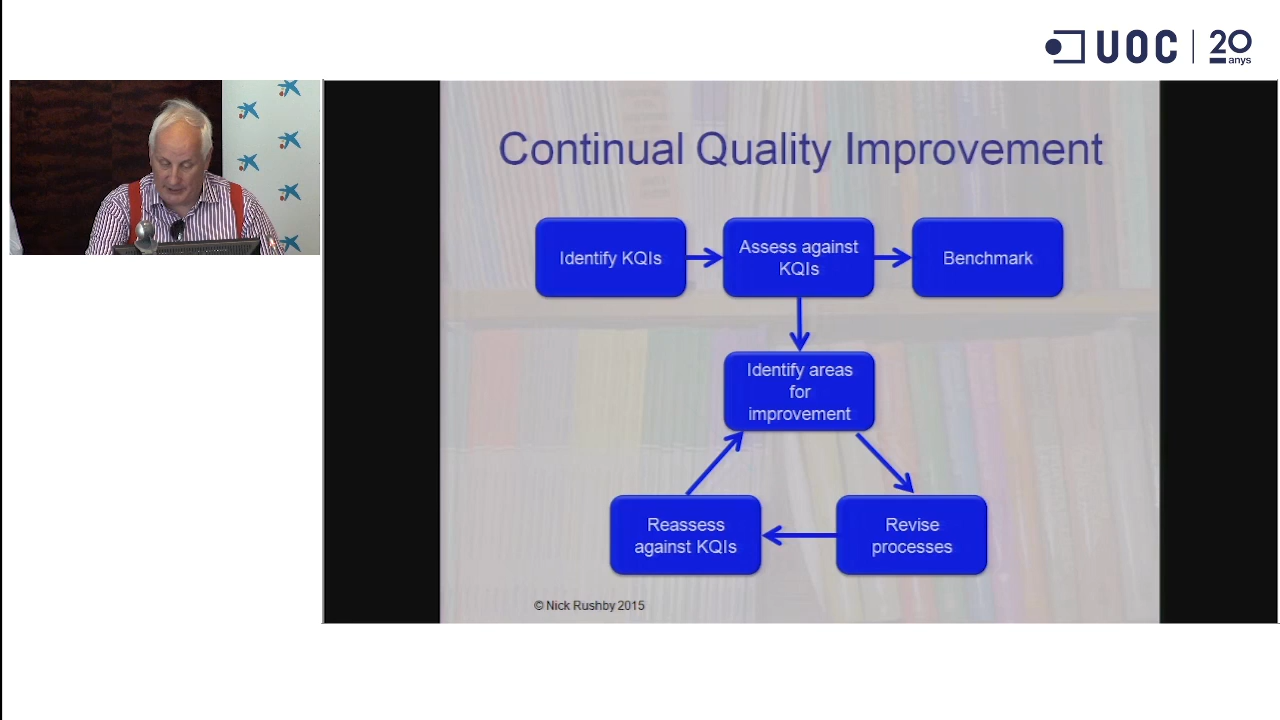 UOC
20
anys
Continual Quality Improvement
Identify KQIs
Assess against
KQIs
Benchmark
Identify areas
for
improvement
Reassess
against KQIs
Revise
processes
© Nick Rushby 2015